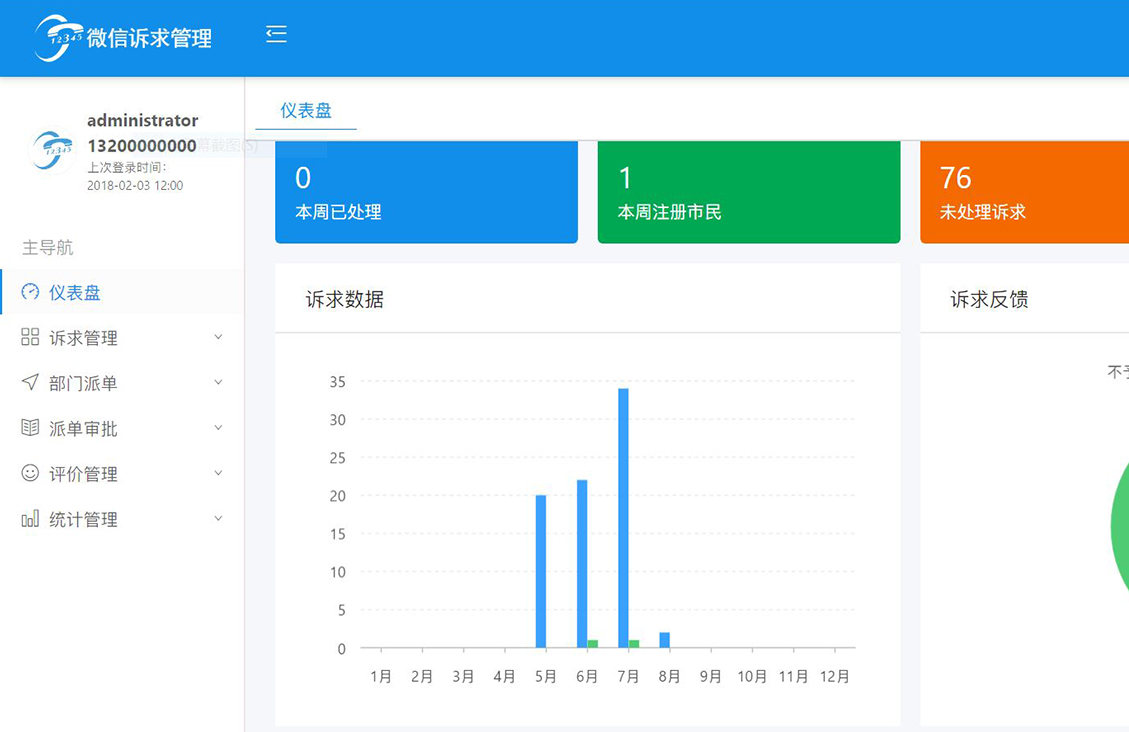 12345 微信诉求管理
仪表盘
administrator
13200000000
12345
幕截图(S)
上次登录时间：
2018-02-03 12:00
0
本周已处理
1
本周注册市民
76
未处理诉求
主导航
仪表盘
诉求管理
部门派单
派单审批
评价管理
统计管理
诉求数据
35
30
25
20
15
10
5
0
1月 2月 3月 4月 5月 6月 7月 8月 9月 10月 11月 12月
诉求反馈
不